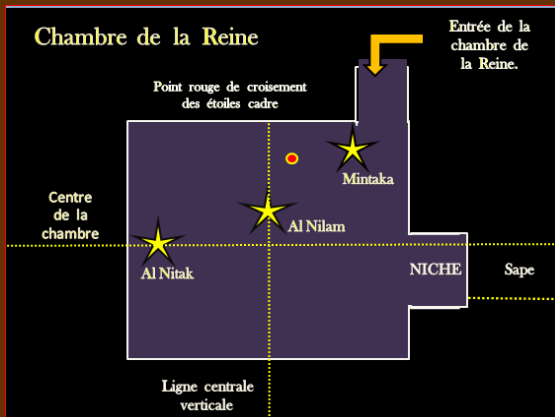 Chambre de la Reine
Entrée de la
chambre de
la Reine.
Point rouge de croisement
des étoiles cadre
Mintaka
Centre
de la
chambre
Al Nilam
Al Nitak
NICHE
Sape
Ligne centrale
verticale